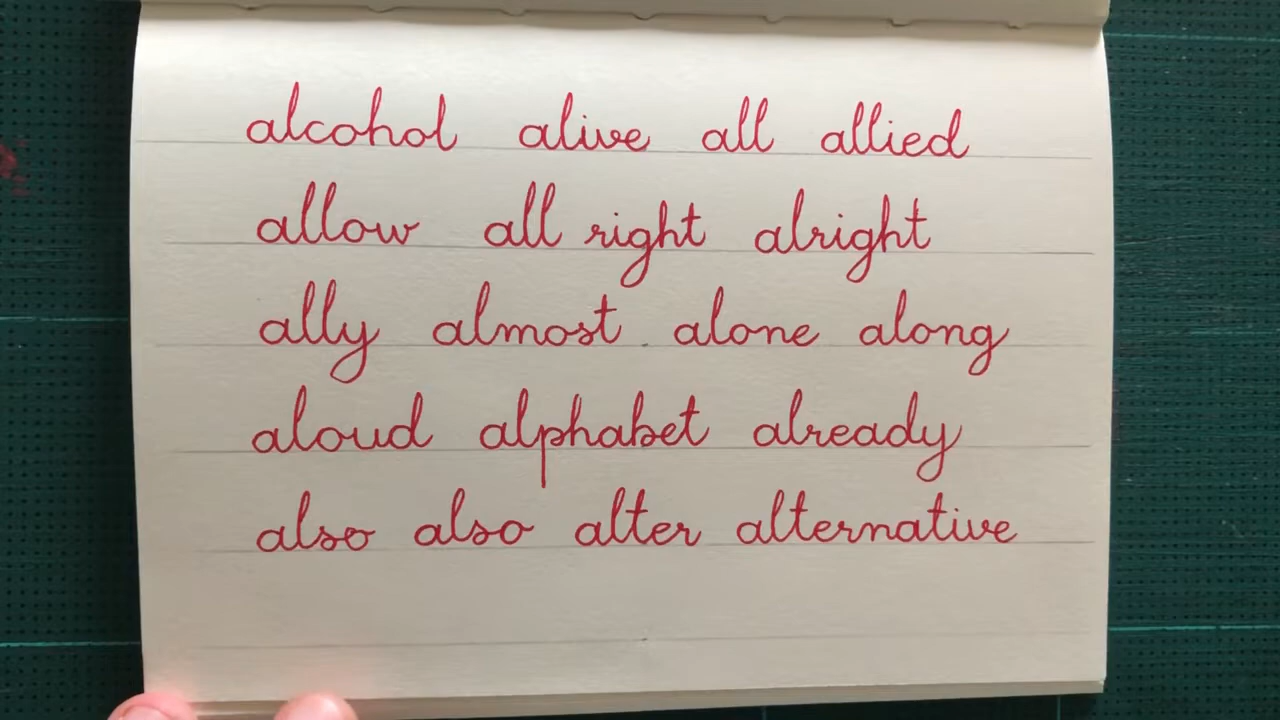 alcohol alive all allied
allow all right alright
ally almost alone along
aloud alphabet already
also also alter alternative